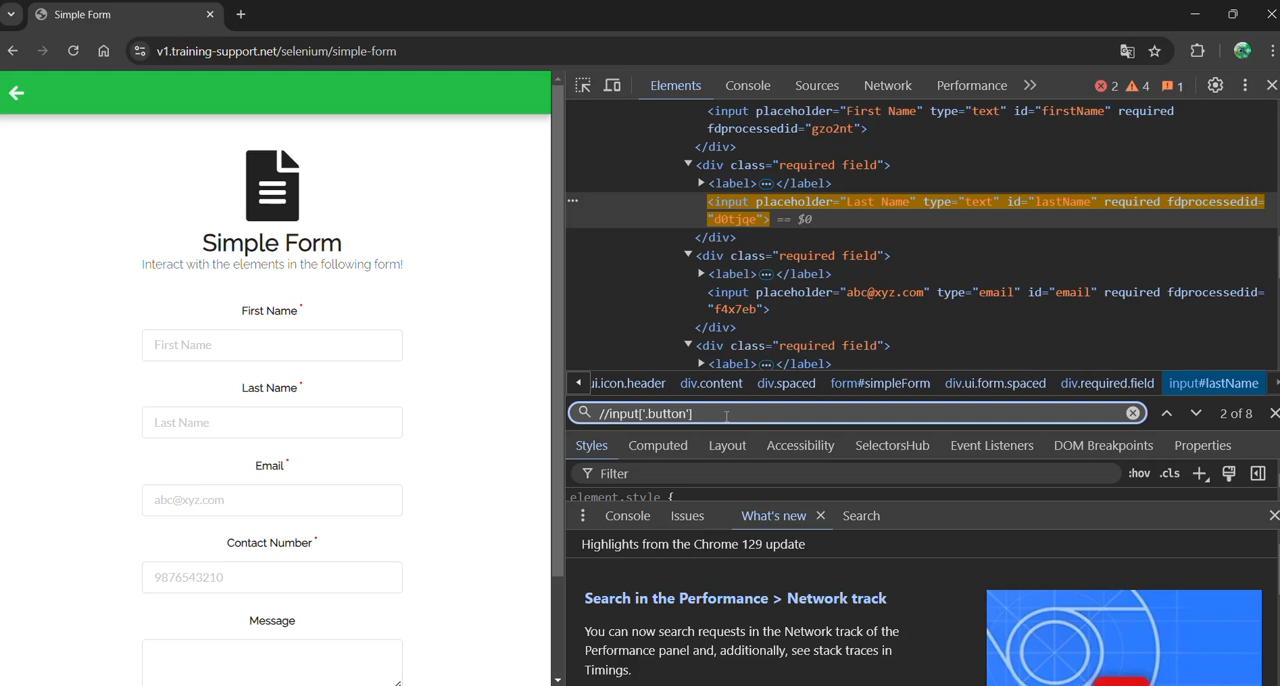 Simple Form
v1.training-support.net/selenium/simple-form
Simple Form
Interact with the elements in the following form!
First Name*
First Name
Last Name*
Last Name
Email*
abc@xyz.com
Contact Number*
9876543210
Message
Elements Console Sources Network Performance 2 4 1
<input placeholder="First Name" type="text" id="firstName" required
fdprocessedid="gzo2nt">
</div>
<div class="required field">
<label>…</label>
<input placeholder="Last Name" type="text" id="lastName" required fdprocessedid=
"d0tjqe"> == $0
</div>
<div class="required field">
<label>…</label>
<input placeholder="abc@xyz.com" type="email" id="email" required fdprocessedid=
"f4x7eb">
</div>
<div class="required field">
<label>…</label>
ui.icon.header div.content div.spaced form#simpleForm div.ui.form.spaced div.required.field input#lastName
//input['.button'] 2 of 8
Styles Computed Layout Accessibility SelectorsHub Event Listeners DOM Breakpoints Properties
Filter :hov .cls
element.style {
Console Issues What's new Search
Highlights from the Chrome 129 update
Search in the Performance > Network track
You can now search requests in the Network track of the
Performance panel and, additionally, see stack traces in
Timings.